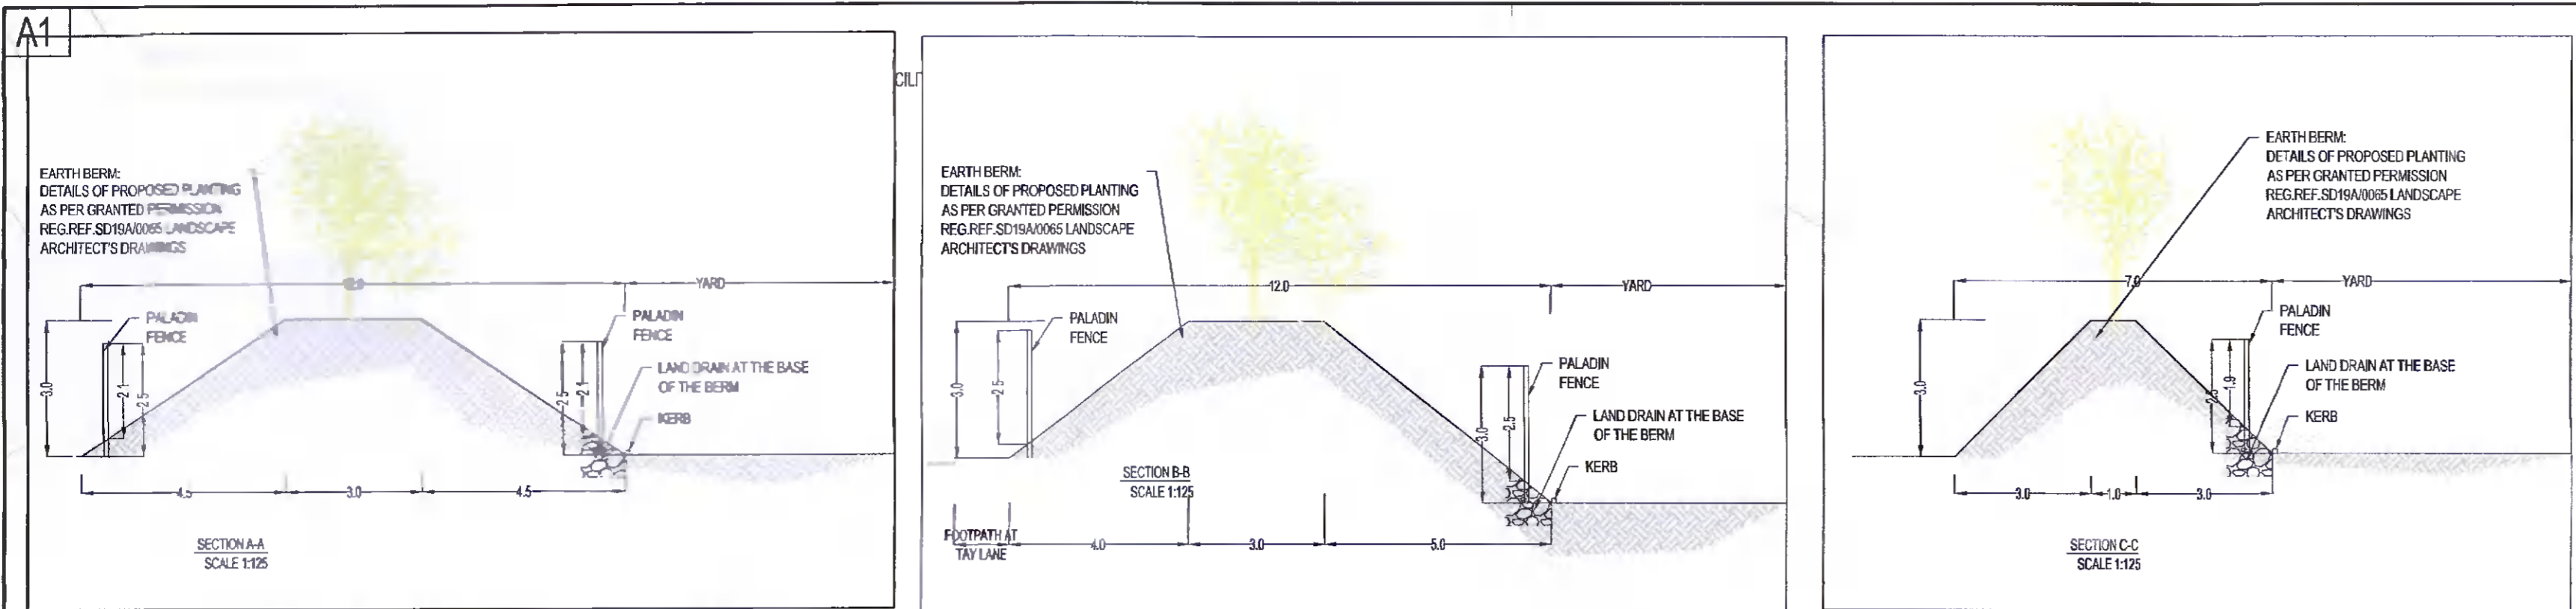 A1
CILIT
EARTH BERM:
DETAILS OF PROPOSED PLANTING
AS PER GRANTED PERMISSION
REG.REF.SD19A/0065 LANDSCAPE
ARCHITECT'S DRAWINGS
YARD
PALADIN
FENCE
PALADIN
FENCE
3.0
2.1
2.5
2.5
2.1
LAND DRAIN AT THE BASE
OF THE BERM
KERB
4.5
3.0
4.5
SECTION A-A
SCALE 1:125
EARTH BERM:
DETAILS OF PROPOSED PLANTING
AS PER GRANTED PERMISSION
REG.REF.SD19A/0065 LANDSCAPE
ARCHITECT'S DRAWINGS
12.0
YARD
PALADIN
FENCE
3.0
2.5
PALADIN
FENCE
3.0
2.5
LAND DRAIN AT THE BASE
OF THE BERM
KERB
SECTION B-B
SCALE 1:125
FOOTPATH AT
TAY LANE
4.0
3.0
5.0
EARTH BERM:
DETAILS OF PROPOSED PLANTING
AS PER GRANTED PERMISSION
REG.REF.SD19A/0065 LANDSCAPE
ARCHITECT'S DRAWINGS
7.0
YARD
PALADIN
FENCE
3.0
1.9
LAND DRAIN AT THE BASE
OF THE BERM
KERB
3.0
1.0
3.0
SECTION C-C
SCALE 1:125